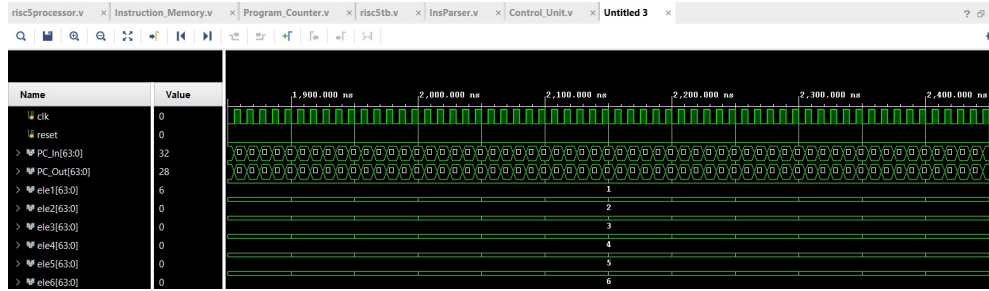 risc5processor.v × Instruction_Memory.v × Program_Counter.v × risc5tb.v × InsParser.v × Control_Unit.v × Untitled 3 × ?
Name Value 1,900.000 ns 2,000.000 ns 2,100.000 ns 2,200.000 ns 2,300.000 ns 2,400.000 ns
clk 0
reset 0
PC_In[63:0] 32
PC_Out[63:0] 28
ele1[63:0] 6 1
ele2[63:0] 0 2
ele3[63:0] 0 3
ele4[63:0] 0 4
ele5[63:0] 0 5
ele6[63:0] 0 6